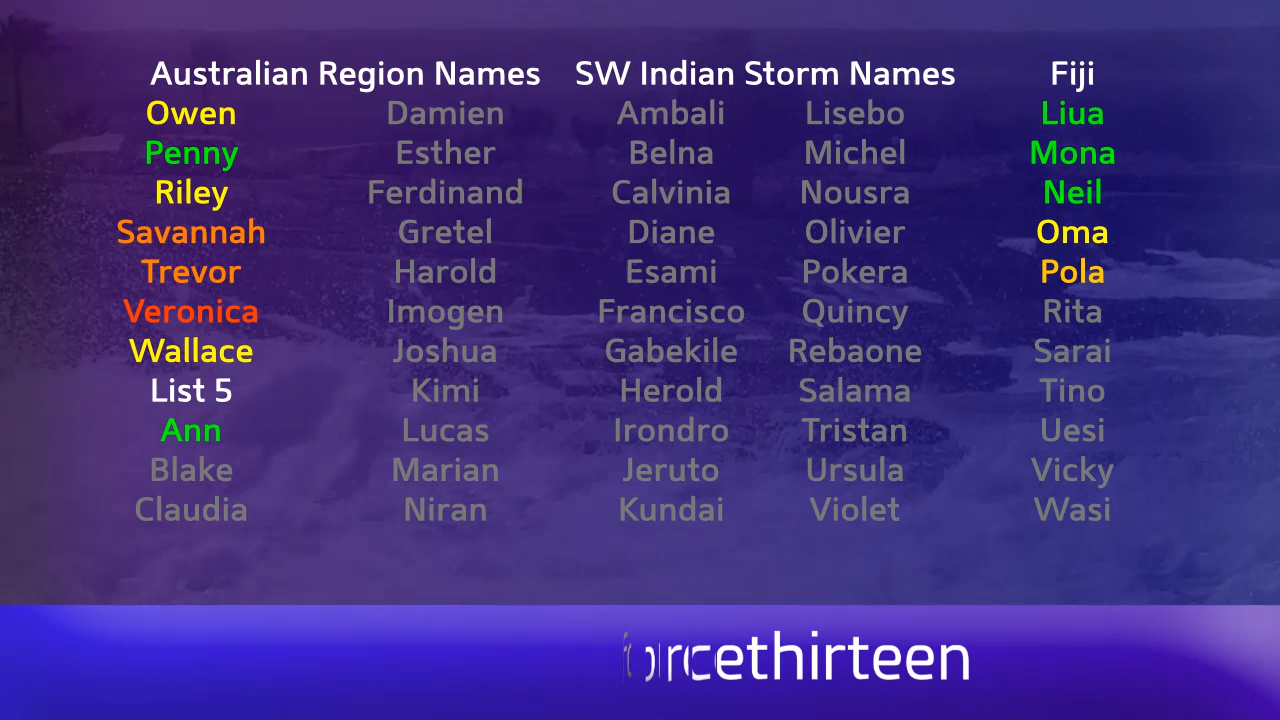 Australian Region Names SW Indian Storm Names Fiji
Owen Damien Ambali Lisebo Liua
Penny Esther Belna Michel Mona
Riley Ferdinand Calvinia Nousra Neil
Savannah Gretel Diane Olivier Oma
Trevor Harold Esami Pokera Pola
Veronica Imogen Francisco Quincy Rita
Wallace Joshua Gabekile Rebaone Sarai
List 5 Kimi Herold Salama Tino
Ann Lucas Irondro Tristan Uesi
Blake Marian Jeruto Ursula Vicky
Claudia Niran Kundai Violet Wasi
forcethirteen